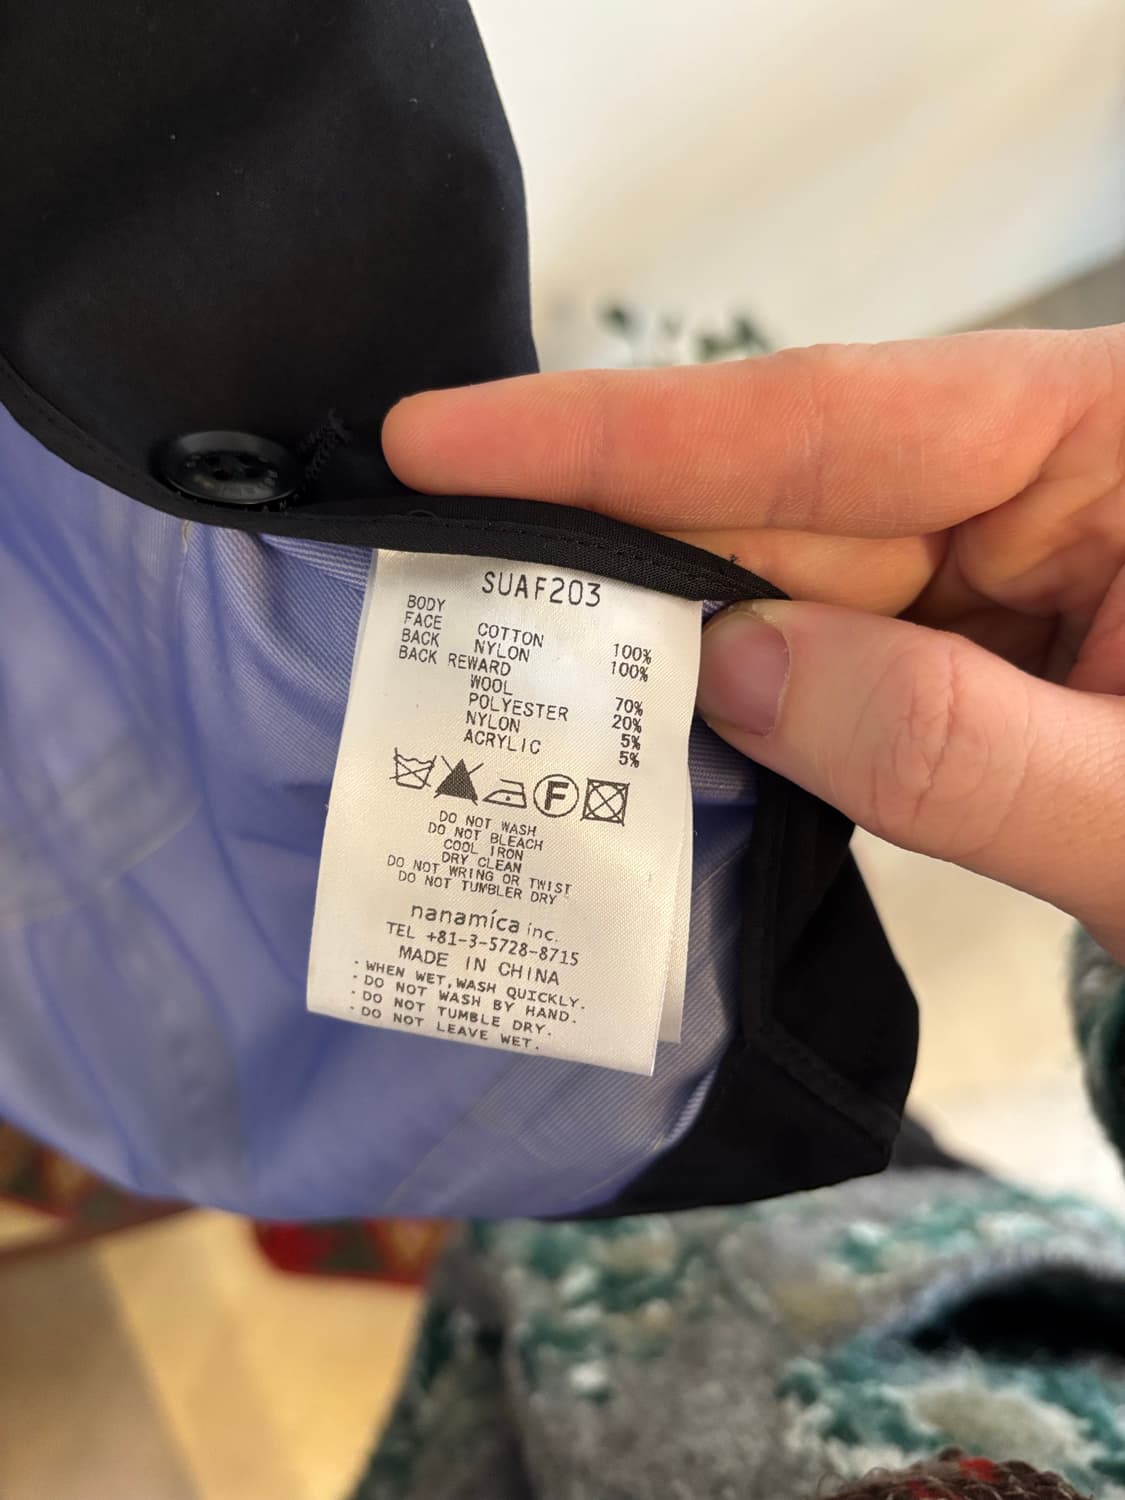 SUAF203
BODY
FACE COTTON 100%
BACK NYLON 100%
BACK REWARD
WOOL 70%
POLYESTER 20%
NYLON 5%
ACRYLIC 5%
F
DO NOT WASH
DO NOT BLEACH
COOL IRON
DRY CLEAN
DO NOT WRING OR TWIST
DO NOT TUMBLER DRY
nanamíca inc.
TEL +81-3-5728-8715
MADE IN CHINA
・WHEN WET,WASH QUICKLY.
・DO NOT WASH BY HAND.
・DO NOT TUMBLE DRY.
・DO NOT LEAVE WET.